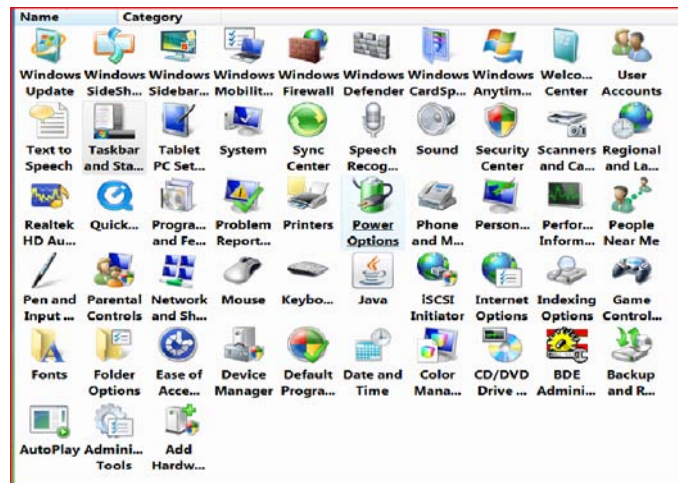 Name Category
Windows Windows Windows Windows Windows Windows Windows Windows Welco... User
Update SideSh... Sidebar... Mobilit... Firewall Defender CardSp... Anytim... Center Accounts
Text to Taskbar Tablet System Sync Speech Sound Security Scanners Regional
Speech and Sta... PC Set... Center Recog... Center and Ca... and La...
Realtek Quick... Progra... Problem Printers Power Phone Person... Perfor... People
HD Au... and Fe... Report... Options and M... Inform... Near Me
Pen and Parental Network Mouse Keybo... Java iSCSI Internet Indexing Game
Input ... Controls and Sh... Initiator Options Options Control...
Fonts Folder Ease of Device Default Date and Color CD/DVD BDE Backup
Options Acce... Manager Progra... Time Mana... Drive ... Admini... and R...
AutoPlay Admini... Add
Tools Hardw...